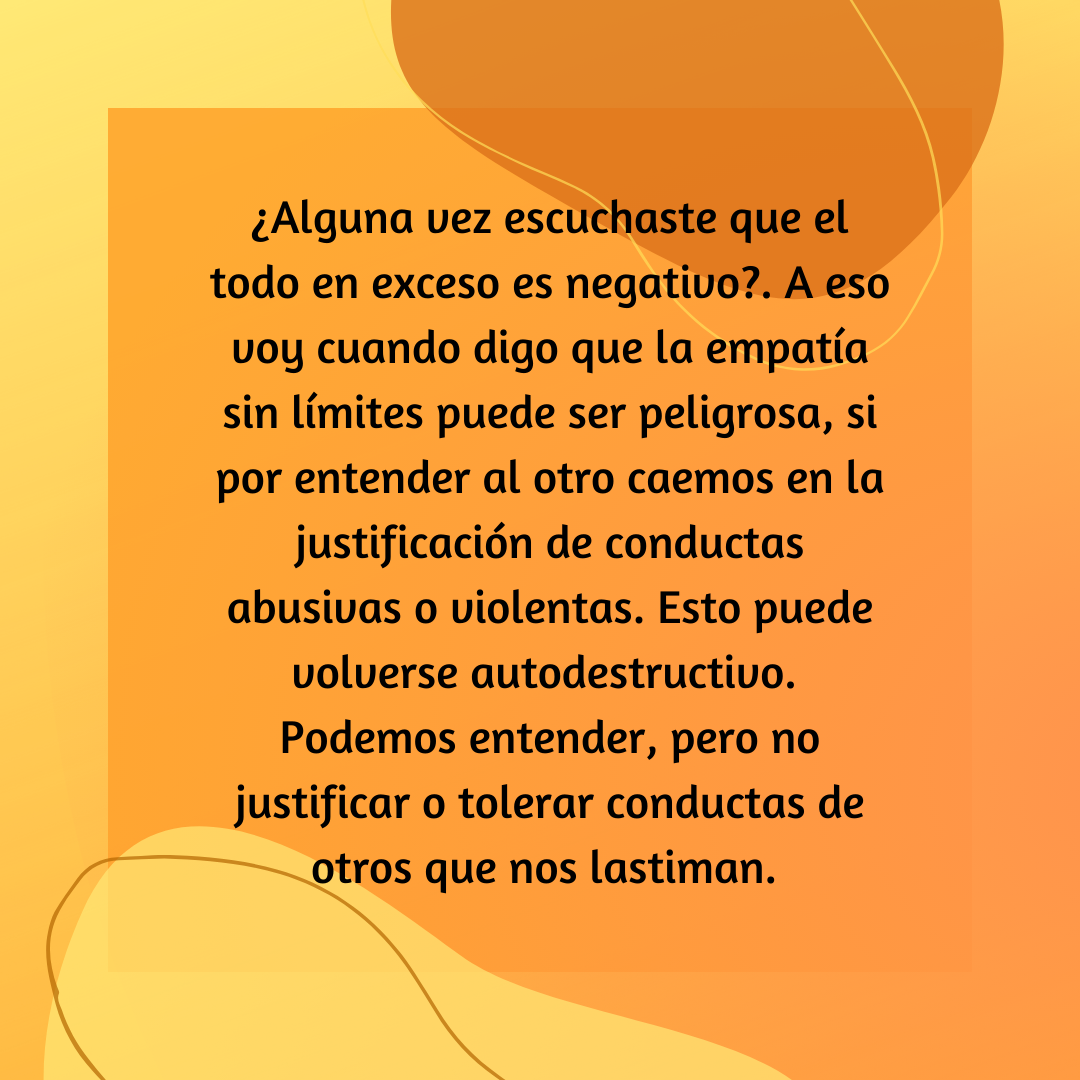 ¿Alguna vez escuchaste que el
todo en exceso es negativo?. A eso
voy cuando digo que la empatía
sin límites puede ser peligrosa, si
por entender al otro caemos en la
justificación de conductas
abusivas o violentas. Esto puede
volverse autodestructivo.
Podemos entender, pero no
justificar o tolerar conductas de
otros que nos lastiman.